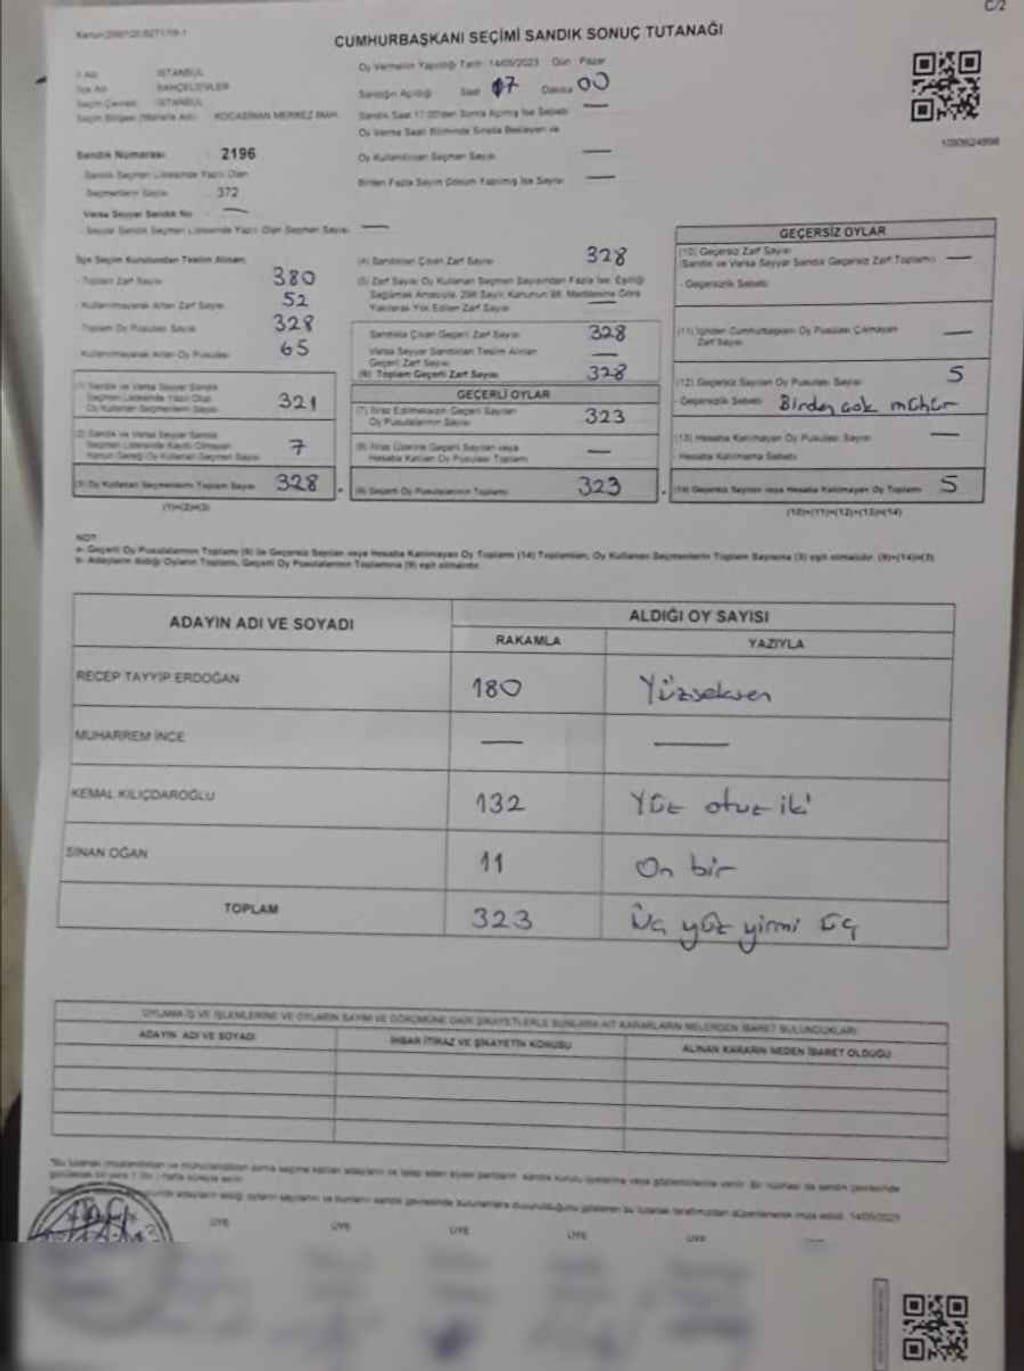 C/2
CUMHURBAŞKANI SEÇİMİ SANDIK SONUÇ TUTANAĞI
Oy Vermenin Yapıldığı Tarih: 14/05/2023 Gün: Pazar
Sandığın Açıldığı Saat 17 Dakika 00
Sandık Saat 17:00'den Sonra Açılmış İse Sebebi —
Oy Verme Saati Bitiminde Sırada Bekleyen ve
Oy Kullandırılan Seçmen Sayısı —
Birden Fazla Sayım Döküm Yapılmış İse Sayısı —
İl Adı İSTANBUL
İlçe Adı BAHÇELİEVLER
Seçim Çevresi İSTANBUL
Seçim Bölgesi (Mahalle Adı) KOCASİNAN MERKEZ MAH.
Sandık Numarası 2196
Sandık Seçmen Listesinde Yazılı Olan
Seçmenlerin Sayısı 372
Varsa Seyyar Sandık No —
Seyyar Sandık Seçmen Listesinde Yazılı Olan Seçmen Sayısı —
İlçe Seçim Kurulundan Teslim Alınan
- Toplam Zarf Sayısı 380
- Kullanılmayarak Artan Zarf Sayısı 52
- Toplam Oy Pusulası Sayısı 328
- Kullanılmayarak Artan Oy Pusulası 65
(1) Sandık ve Varsa Seyyar Sandık
Seçmen Listesinde Yazılı Olup
Oy Kullanan Seçmenlerin Sayısı 321
(2) Sandık ve Varsa Seyyar Sandık
Seçmen Listesinde Kayıtlı Olmayan
Kanun Gereği Oy Kullanan Seçmen Sayısı 7
(3) Oy Kullanan Seçmenlerin Toplam Sayısı 328
(1)+(2)=(3)
(4) Sandıktan Çıkan Zarf Sayısı 328
(5) Zarf Sayısı Oy Kullanan Seçmen Sayısından Fazla İse, Eşitliği
Sağlamak Amacıyla, 298 Sayılı Kanunun 98. Maddesine Göre
Yakılarak Yok Edilen Zarf Sayısı —
Sandıkta Çıkan Geçerli Zarf Sayısı 328
Varsa Seyyar Sandıktan Teslim Alınan
Geçerli Zarf Sayısı —
(6) Toplam Geçerli Zarf Sayısı 328
GEÇERLİ OYLAR
(7) İtiraz Edilmeksizin Geçerli Sayılan
Oy Pusulalarının Sayısı 323
(8) İtiraz Üzerine Geçerli Sayılan veya
Hesaba Katılan Oy Pusulası Toplamı —
(9) Geçerli Oy Pusulalarının Toplamı 323
GEÇERSİZ OYLAR
(10) Geçersiz Zarf Sayısı
(Sandık ve Varsa Seyyar Sandık Geçersiz Zarf Toplamı) —
- Geçersizlik Sebebi
(11) İçinden Cumhurbaşkanı Oy Pusulası Çıkmayan
Zarf Sayısı —
(12) Geçersiz Sayılan Oy Pusulası Sayısı 5
- Geçersizlik Sebebi Birden çok mühür
(13) Hesaba Katılmayan Oy Pusulası Sayısı —
Hesaba Katılmama Sebebi
(14) Geçersiz Sayılan veya Hesaba Katılmayan Oy Toplamı 5
(10)+(11)+(12)+(13)=(14)
NOT:
a- Geçerli Oy Pusulalarının Toplamı (9) ile Geçersiz Sayılan veya Hesaba Katılmayan Oy Toplamı (14) Toplamları, Oy Kullanan Seçmenlerin Toplam Sayısına (3) eşit olmalıdır. (9)+(14)=(3)
b- Adayların Aldığı Oyların Toplamı, Geçerli Oy Pusulalarının Toplamına (9) eşit olmalıdır.
ADAYIN ADI VE SOYADI ALDIĞI OY SAYISI
RAKAMLA YAZIYLA
RECEP TAYYİP ERDOĞAN 180 Yüzseksen
MUHARREM İNCE — —
KEMAL KILIÇDAROĞLU 132 Yüz otuz iki
SİNAN OĞAN 11 On bir
TOPLAM 323 Üç yüz yirmi üç
OYLAMA İŞ VE İŞLEMLERİNE VE OYLARIN SAYIM VE DÖKÜMÜNE DAİR ŞİKAYETLERLE BUNLARA AİT KARARLARIN NELERDEN İBARET BULUNDUKLARI
ADAYIN ADI VE SOYADI İHBAR İTİRAZ VE ŞİKAYETİN KONUSU ALINAN KARARIN NEDEN İBARET OLDUĞU
ÜYE ÜYE ÜYE ÜYE ÜYE